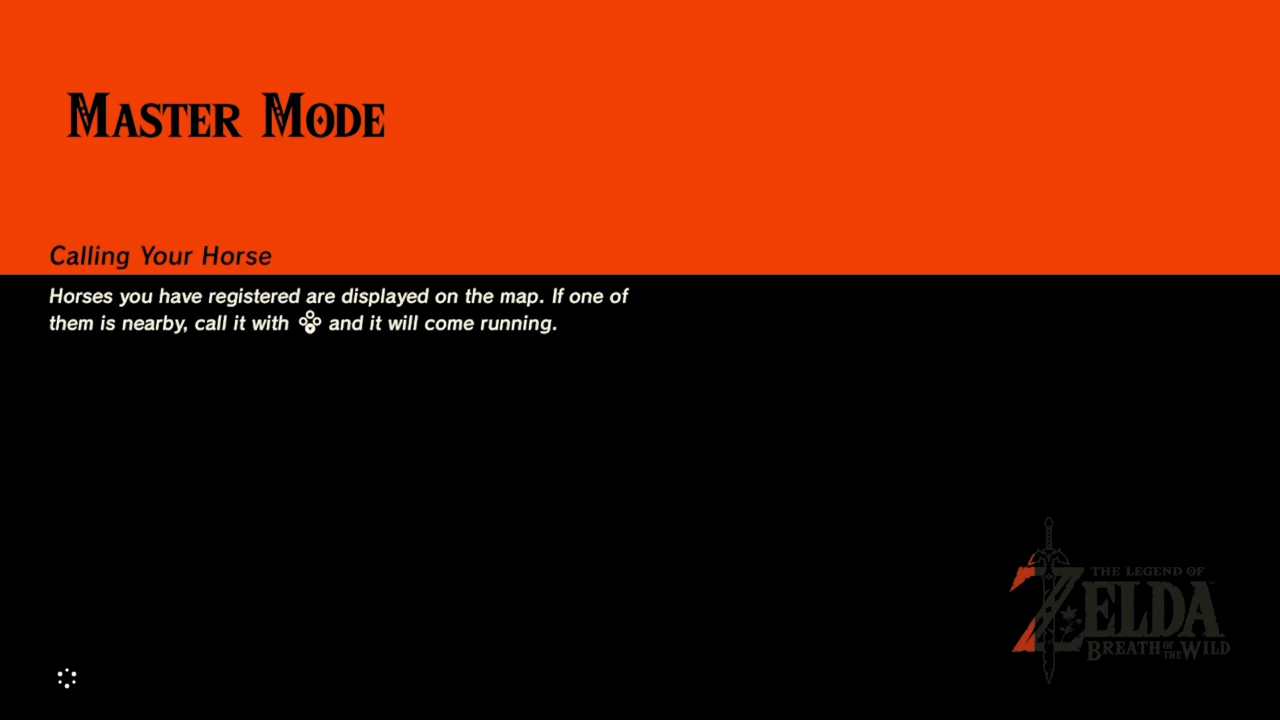 Master Mode
Calling Your Horse
Horses you have registered are displayed on the map. If one of
them is nearby, call it with and it will come running.
THE LEGEND OF
ZELDA
BREATH OF THE WILD